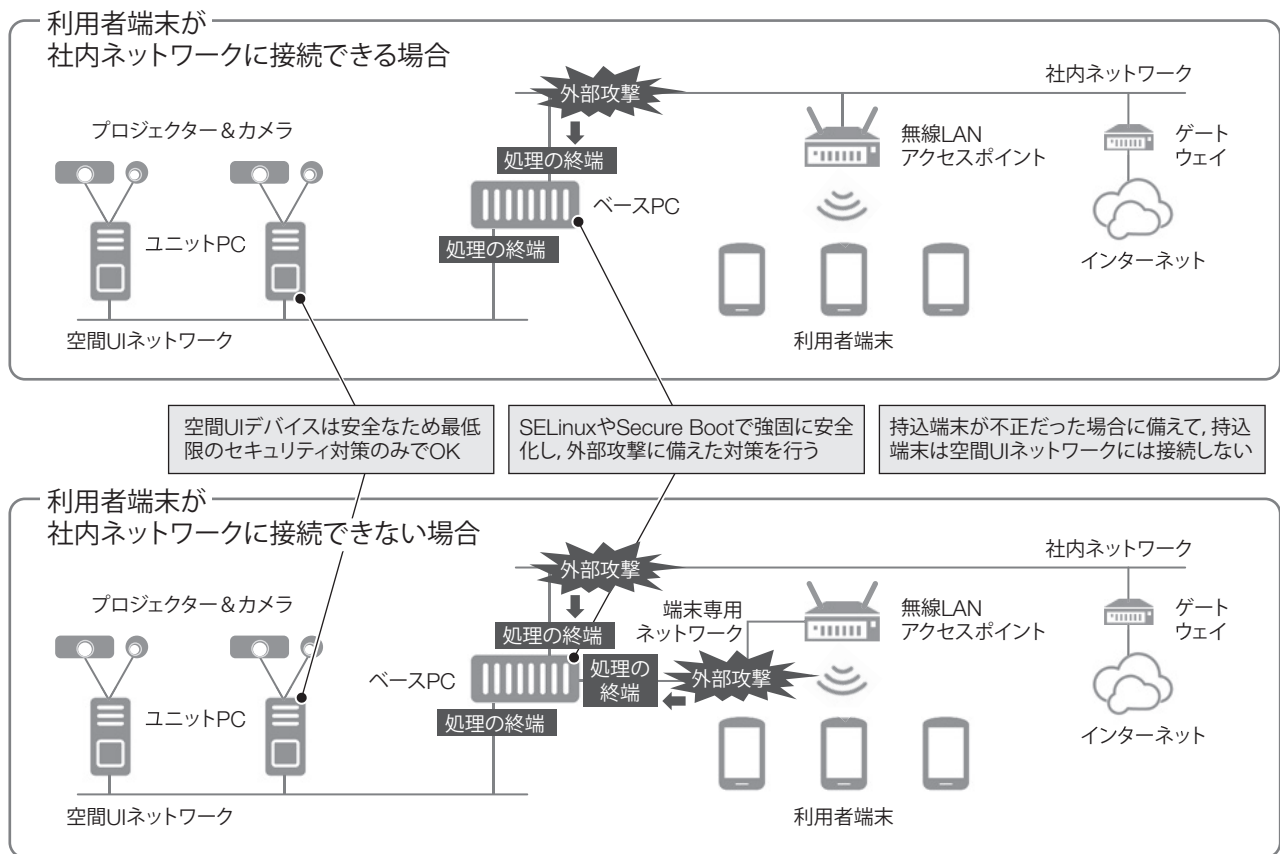 利用者端末が
社内ネットワークに接続できる場合
社内ネットワーク
外部攻撃
プロジェクター＆カメラ
無線LAN
アクセスポイント
ゲート
ウェイ
処理の終端
ベースPC
ユニットPC
処理の終端
インターネット
空間UIネットワーク
利用者端末
空間UIデバイスは安全なため最低
限のセキュリティ対策のみでOK
SELinuxやSecure Bootで強固に安全
化し，外部攻撃に備えた対策を行う
持込端末が不正だった場合に備えて，持込
端末は空間UIネットワークには接続しない
利用者端末が
社内ネットワークに接続できない場合
社内ネットワーク
外部攻撃
プロジェクター＆カメラ
端末専用
ネットワーク
無線LAN
アクセスポイント
ゲート
ウェイ
処理の終端
ベースPC
処理の
終端
外部攻撃
ユニットPC
処理の終端
インターネット
空間UIネットワーク
利用者端末